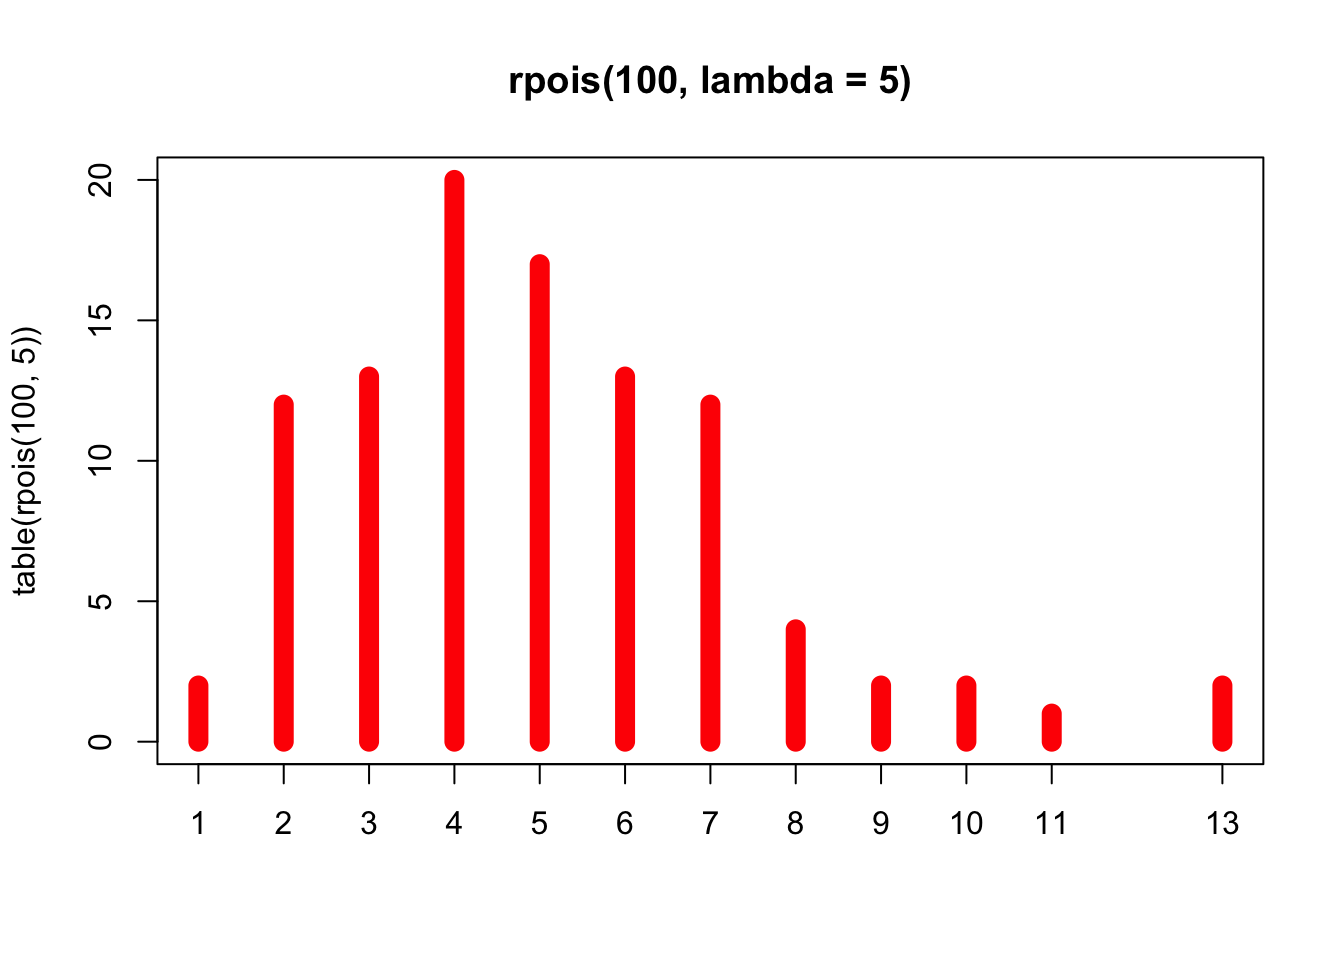 rpois(100, lambda = 5)
table(rpois(100, 5))
20
15
10
5
0
1 2 3 4 5 6 7 8 9 10 11 13